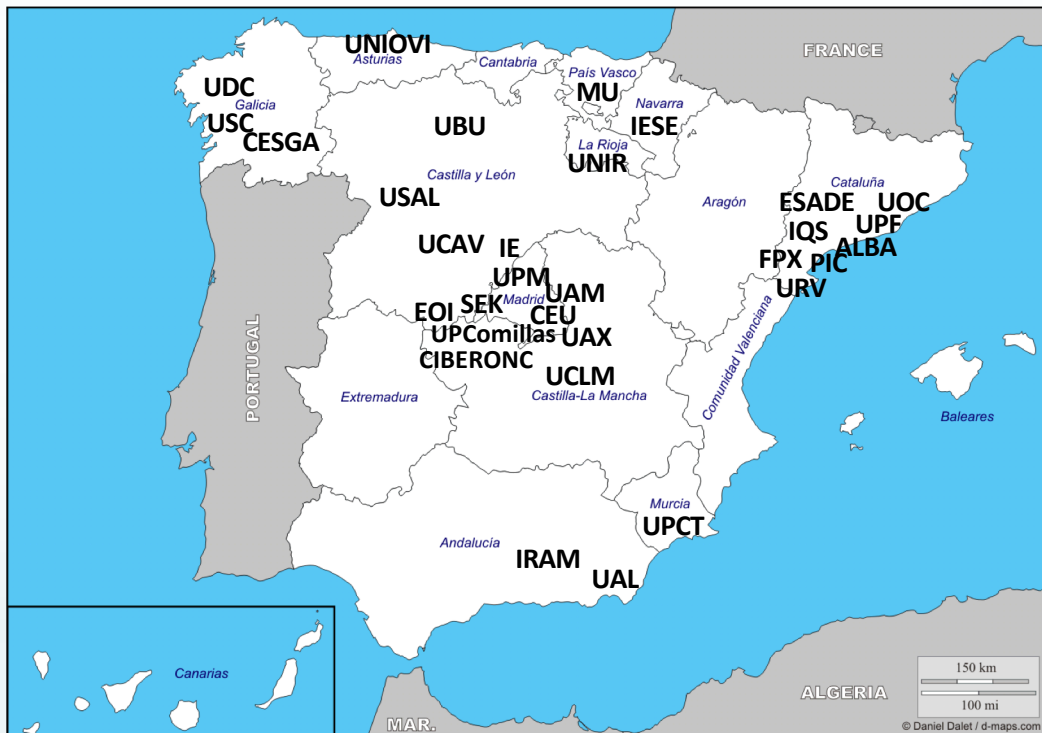 FRANCE
UNIOVI
Asturias
Cantabria
País Vasco
MU
Navarra
IESE
UDC
Galicia
USC
CESGA
UBU
La Rioja
UNIR
Castilla y León
USAL
Aragón
Cataluña
ESADE
UOC
UPF
IQS
ALBA
FPX
PIC
URV
UCAV
IE
UPM
UAM
SEK
Madrid
EOI
CEU
UPComillas
UAX
CIBERONC
UCLM
Castilla-La Mancha
Comunidad Valenciana
PORTUGAL
Extremadura
Baleares
Murcia
UPCT
Andalucía
IRAM
UAL
Canarias
MAR.
ALGERIA
150 km
100 mi
© Daniel Dalet / d-maps.com